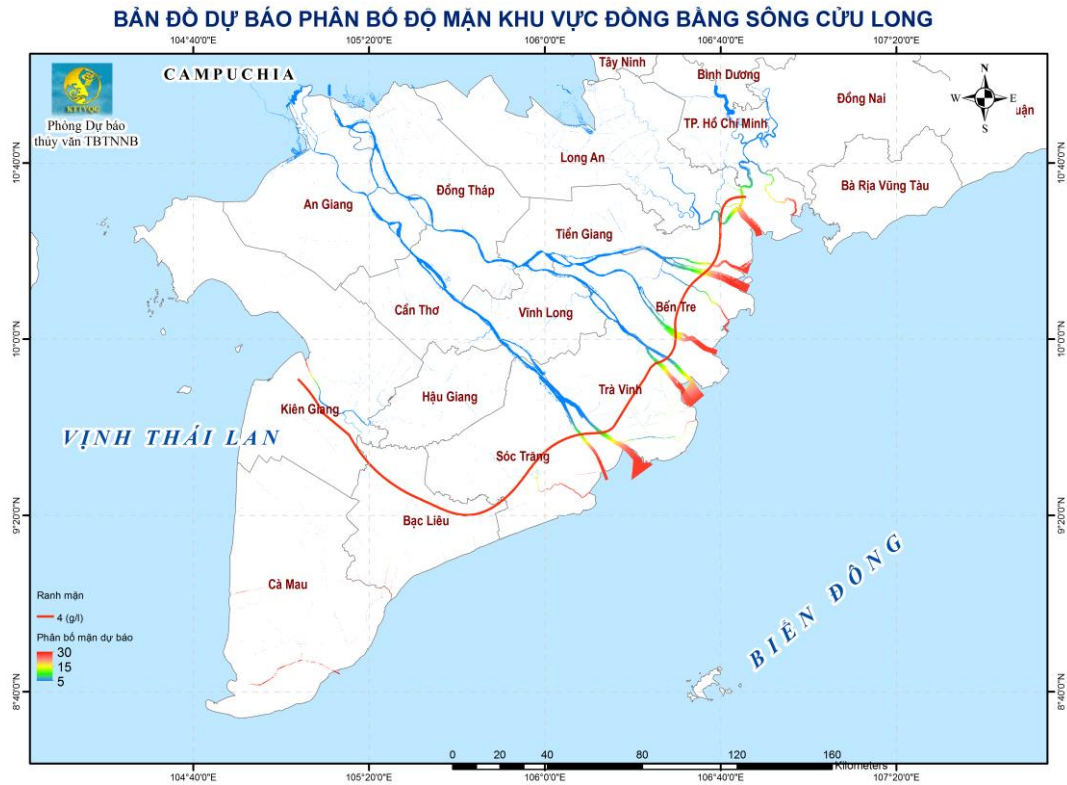 BẢN ĐỒ DỰ BÁO PHÂN BỐ ĐỘ MẶN KHU VỰC ĐỒNG BẰNG SÔNG CỬU LONG
104°40'0"E 105°20'0"E 106°0'0"E 106°40'0"E 107°20'0"E
Phòng Dự báo
thủy văn TBTNNB
CAMPUCHIA
Tây Ninh
Bình Dương
N
W E
S
Đồng Nai
uận
TP. Hồ Chí Minh
10°40'0"N
10°40'0"N
Long An
Bà Rịa Vũng Tàu
Đồng Tháp
An Giang
Tiền Giang
Cần Thơ
Vĩnh Long
Bến Tre
10°0'0"N
Hậu Giang
Trà Vinh
Kiên Giang
VỊNH THÁI LAN
Sóc Trăng
9°20'0"N
9°20'0"N
Bạc Liêu
BIỂN ĐÔNG
Cà Mau
Ranh mặn
4 (g/l)
Phân bố mặn dự báo
30
15
5
8°40'0"N
8°40'0"N
0 20 40 80 120 160
Kilometers
104°40'0"E 105°20'0"E 106°0'0"E 106°40'0"E 107°20'0"E